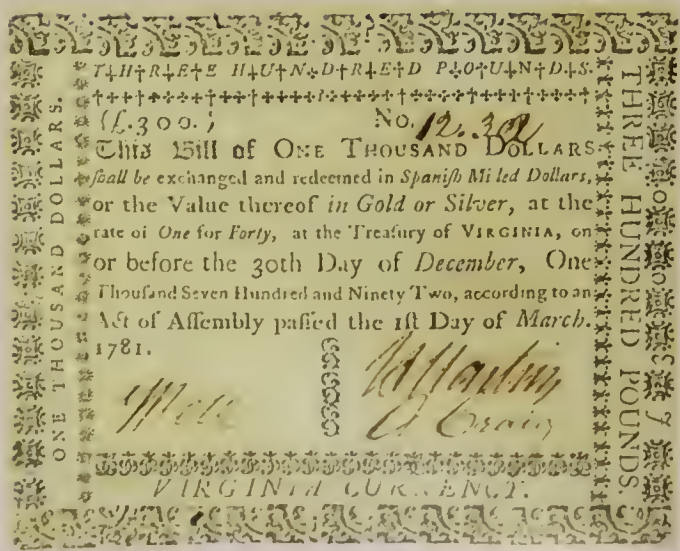 T‡H†R‡E†E H‡U†N‡D†R‡E†D P‡O†U‡N†D‡S.
(£.300.) No. 12.302
This Bill of ONE THOUSAND DOLLARS
ſhall be exchanged and redeemed in Spaniſh Milled Dollars,
or the Value thereof in Gold or Silver, at the
rate of One for Forty, at the Treaſury of VIRGINIA, on
or before the 30th Day of December, One
Thouſand Seven Hundred and Ninety Two, according to an
Act of Aſſembly paſſed the 1ſt Day of March.
1781.
A Craig
VIRGINIA CURRENCY.
ONE THOUSAND DOLLARS.
THREE HUNDRED POUNDS.